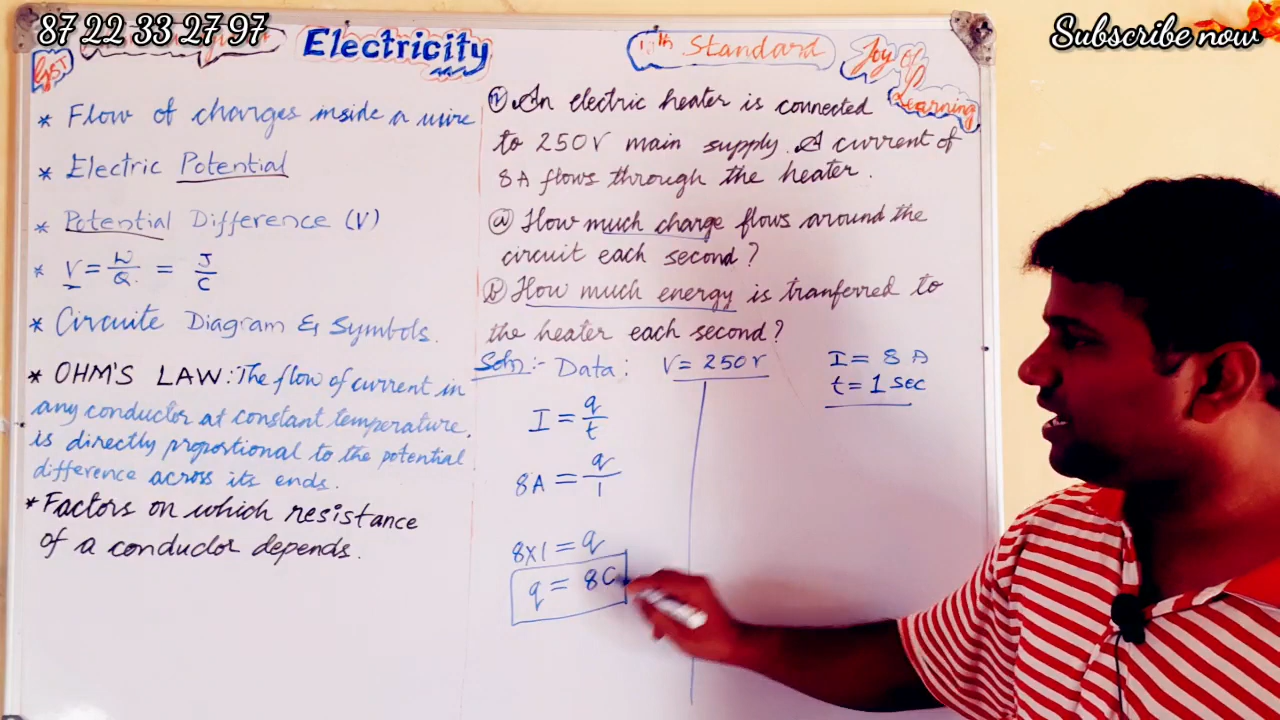 87 22 33 27 97
Subscribe now
GST
Electricity
10th Standard
Joy of
Learning
* Flow of charges inside a wire
* Electric Potential
* Potential Difference (V)
* V = W/Q = J/C
* Circuite Diagram & Symbols.
* OHM'S LAW: The flow of current in
any conductor at constant temperature,
is directly proportional to the potential
difference across its ends.
* Factors on which resistance
of a conductor depends.
An electric heater is connected
to 250V main supply. A current of
8A flows through the heater.
(a) How much charge flows around the
circuit each second?
b) How much energy is tranferred to
the heater each second?
Soln:- Data: V = 250V
I = 8 A
t = 1 sec
I = q/t
8A = q/1
8x1 = q
q = 8C